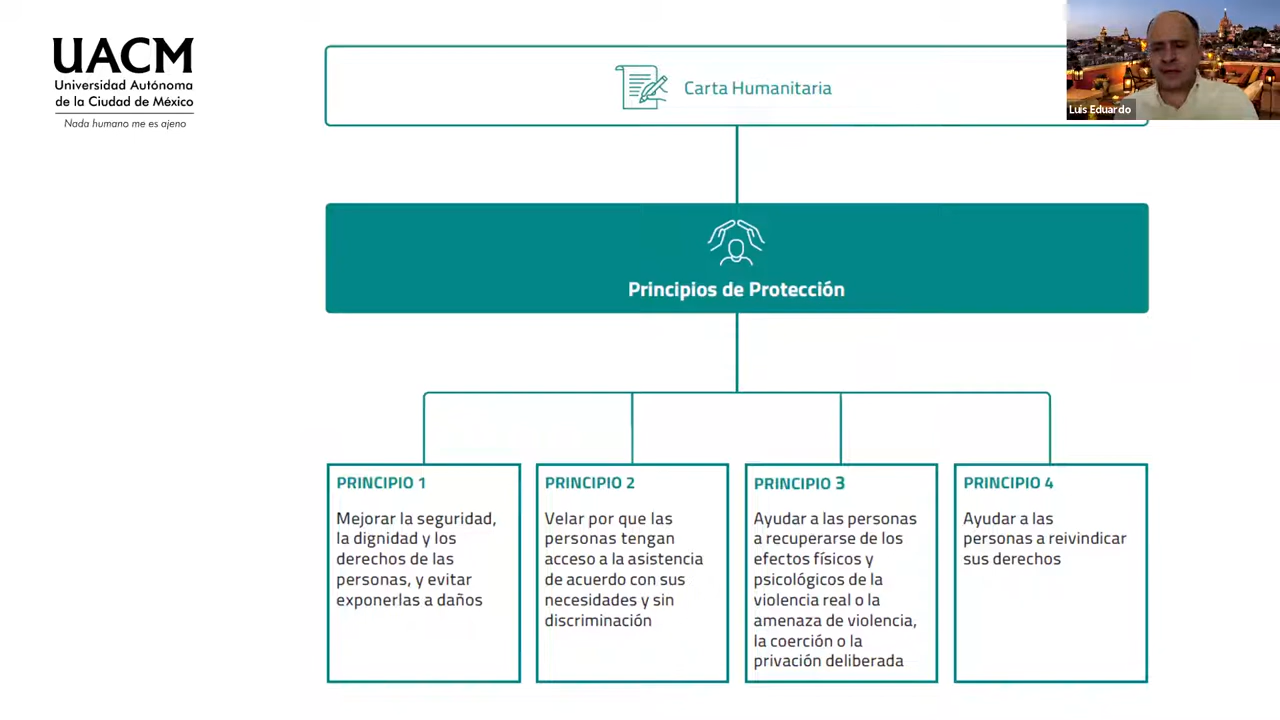 UACM
Universidad Autónoma
de la Ciudad de México
Nada humano me es ajeno
Carta Humanitaria
Luis Eduardo
Principios de Protección
PRINCIPIO 1
Mejorar la seguridad,
la dignidad y los
derechos de las
personas, y evitar
exponerlas a daños
PRINCIPIO 2
Velar por que las
personas tengan
acceso a la asistencia
de acuerdo con sus
necesidades y sin
discriminación
PRINCIPIO 3
Ayudar a las personas
a recuperarse de los
efectos físicos y
psicológicos de la
violencia real o la
amenaza de violencia,
la coerción o la
privación deliberada
PRINCIPIO 4
Ayudar a las
personas a reivindicar
sus derechos